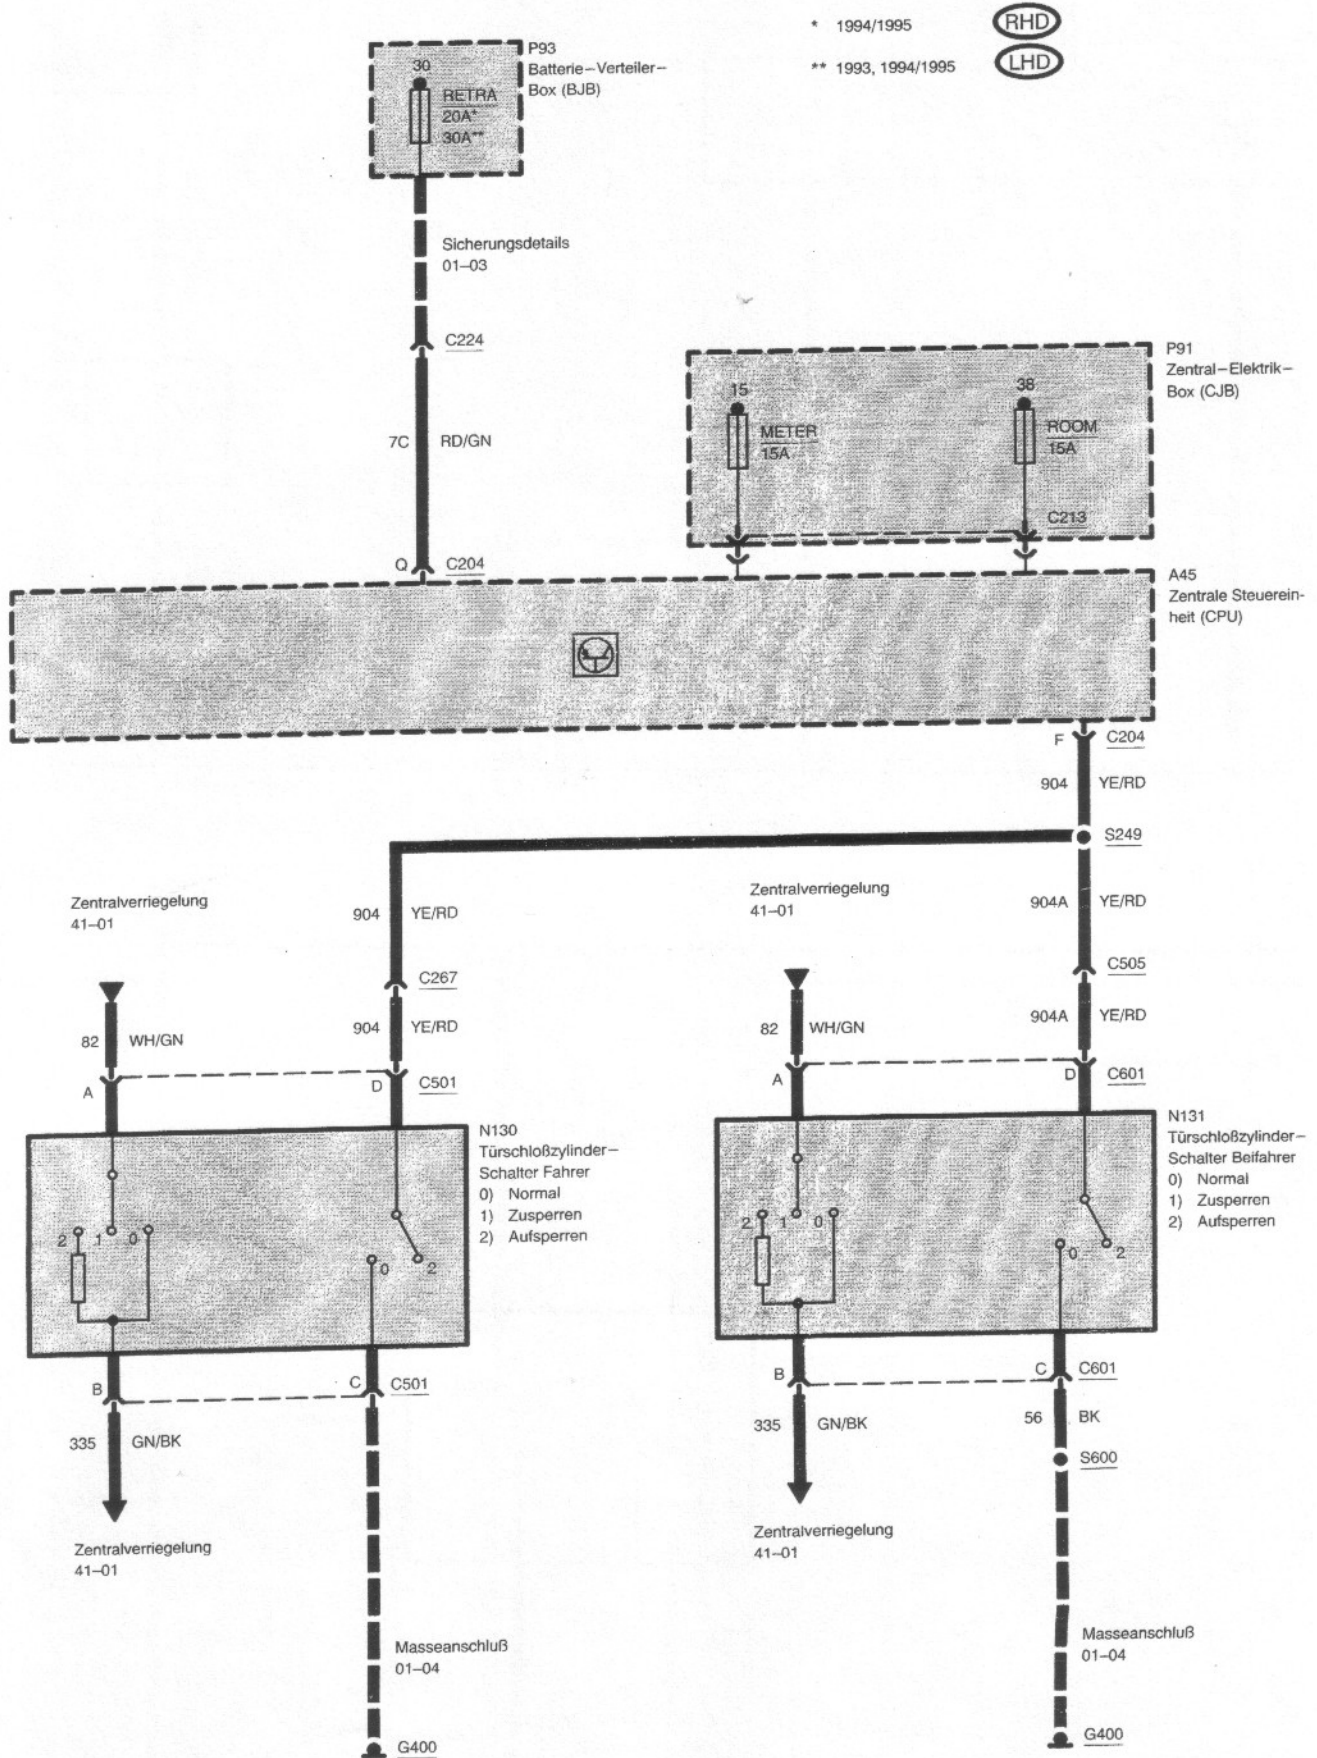 * 1994/1995 RHD
** 1993, 1994/1995 LHD
P93
Batterie–Verteiler–
Box (BJB)
30
RETRA
20A*
30A**
Sicherungsdetails
01–03
C224
7C RD/GN
Q C204
P91
Zentral–Elektrik–
Box (CJB)
15
METER
15A
38
ROOM
15A
C213
A45
Zentrale Steuerein-
heit (CPU)
F C204
904 YE/RD
S249
Zentralverriegelung
41–01
904 YE/RD
C267
904 YE/RD
82 WH/GN
A
D C501
Zentralverriegelung
41–01
904A YE/RD
C505
904A YE/RD
82 WH/GN
A
D C601
N130
Türschloßzylinder–
Schalter Fahrer
0) Normal
1) Zusperren
2) Aufsperren
2 1 0
0 2
N131
Türschloßzylinder–
Schalter Beifahrer
0) Normal
1) Zusperren
2) Aufsperren
2 1 0
0 2
B
C C501
335 GN/BK
Zentralverriegelung
41–01
Masseanschluß
01–04
G400
B
C C601
335 GN/BK
56 BK
S600
Zentralverriegelung
41–01
Masseanschluß
01–04
G400